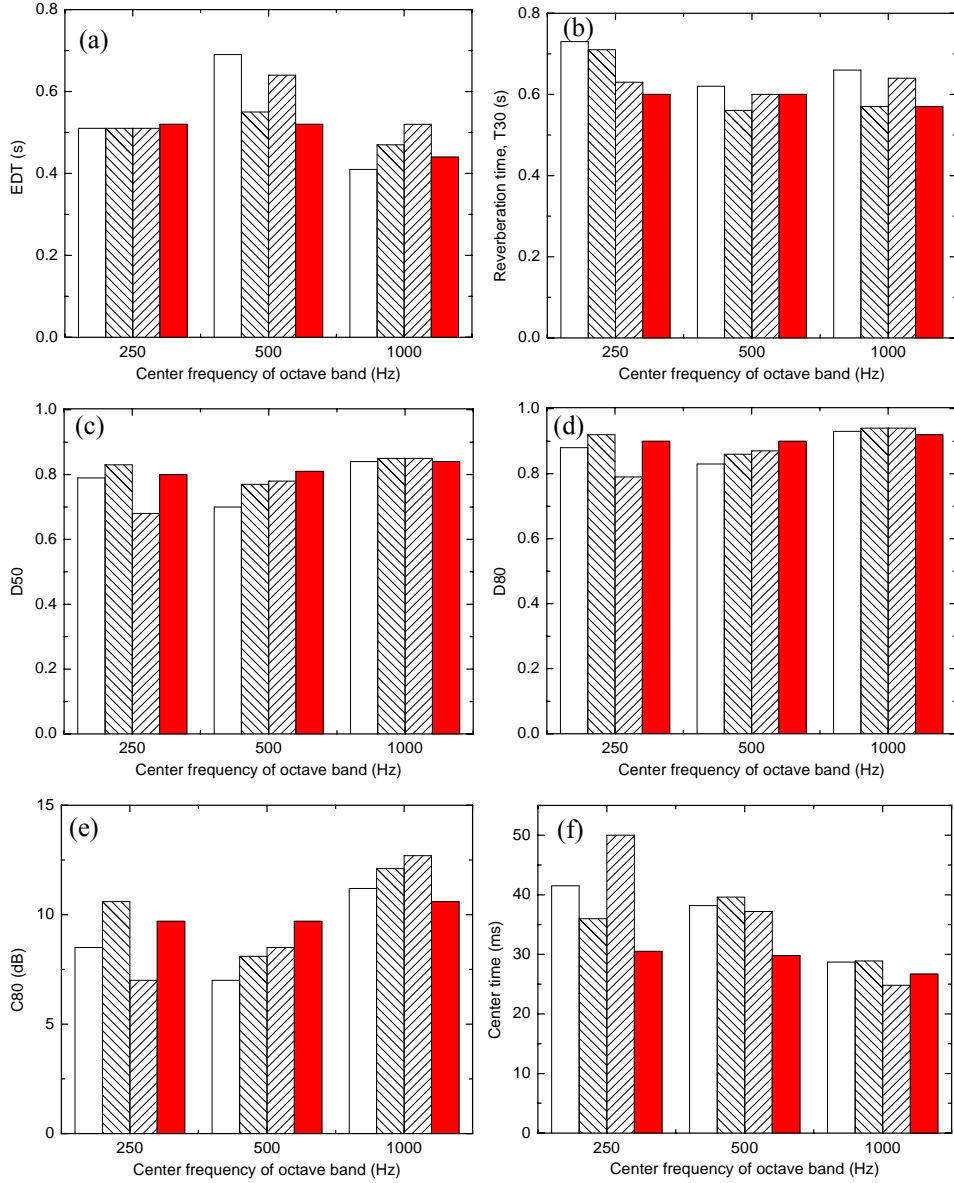 (a)
EDT (s)
0.8
0.6
0.4
0.2
0.0
250 500 1000
Center frequency of octave band (Hz)
(b)
Reverberation time, T30 (s)
0.8
0.6
0.4
0.2
0.0
250 500 1000
Center frequency of octave band (Hz)
(c)
D50
1.0
0.8
0.6
0.4
0.2
0.0
250 500 1000
Center frequency of octave band (Hz)
(d)
D80
1.0
0.8
0.6
0.4
0.2
0.0
250 500 1000
Center frequency of octave band (Hz)
(e)
C80 (dB)
15
10
5
0
250 500 1000
Center frequency of octave band (Hz)
(f)
Center time (ms)
50
40
30
20
10
0
250 500 1000
Center frequency of octave band (Hz)